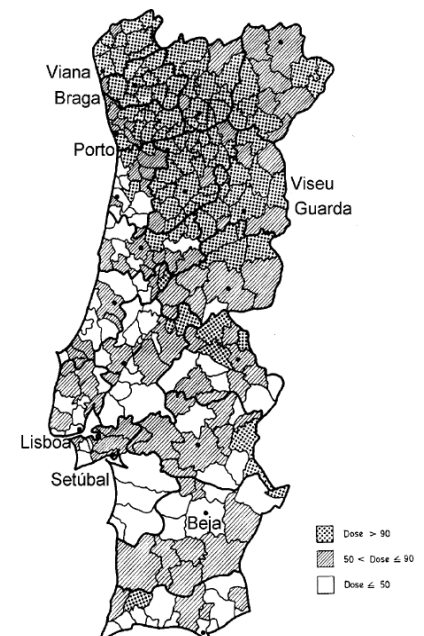 Viana
Braga
Porto
Viseu
Guarda
Lisboa
Setúbal
Beja
Dose > 90
50 < Dose ≤ 90
Dose ≤ 50